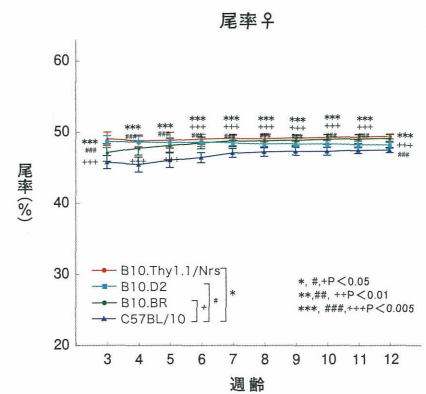 尾率♀
60
50
40
30
20
尾率(%)
*** *** *** *** *** *** *** *** ***
### ### ### +++ +++ +++ +++ +++ +++
*** ***
### +++
+++ +++ +++ ###
B10.Thy1.1/Nrs
B10.D2
B10.BR
C57BL/10
+ # *
*, #,+P<0.05
**,##, ++P<0.01
***, ###,+++P<0.005
3 4 5 6 7 8 9 10 11 12
週齢